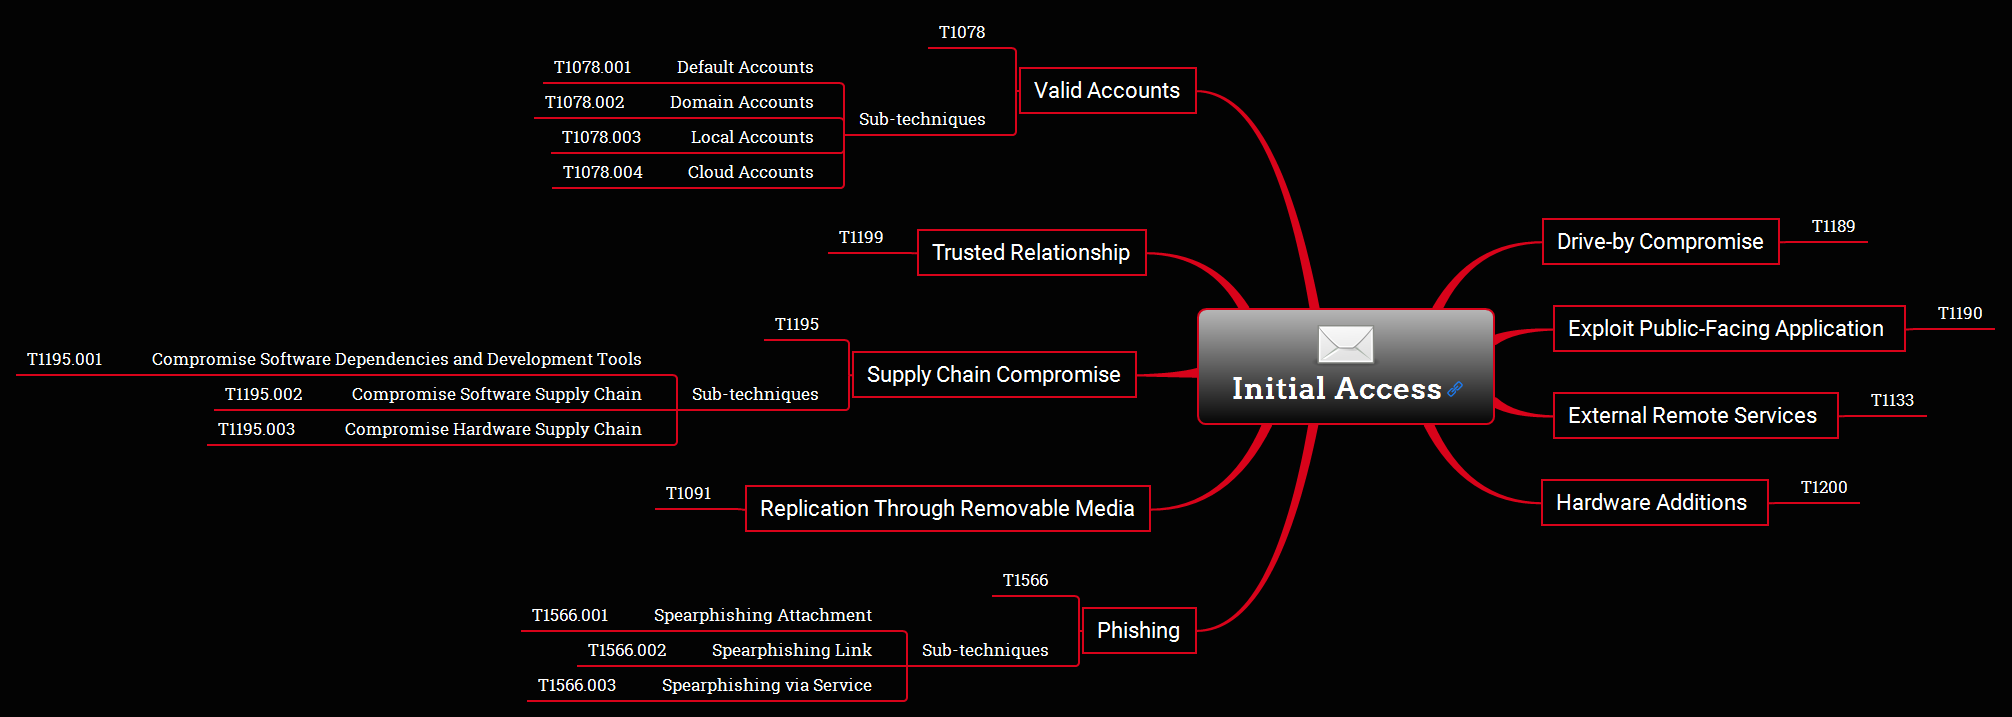 Initial Access
Drive-by Compromise
T1189
Exploit Public-Facing Application
T1190
External Remote Services
T1133
Hardware Additions
T1200
Valid Accounts
T1078
Sub-techniques
Default Accounts
T1078.001
Domain Accounts
T1078.002
Local Accounts
T1078.003
Cloud Accounts
T1078.004
Trusted Relationship
T1199
Supply Chain Compromise
T1195
Sub-techniques
Compromise Software Dependencies and Development Tools
T1195.001
Compromise Software Supply Chain
T1195.002
Compromise Hardware Supply Chain
T1195.003
Replication Through Removable Media
T1091
Phishing
T1566
Sub-techniques
Spearphishing Attachment
T1566.001
Spearphishing Link
T1566.002
Spearphishing via Service
T1566.003